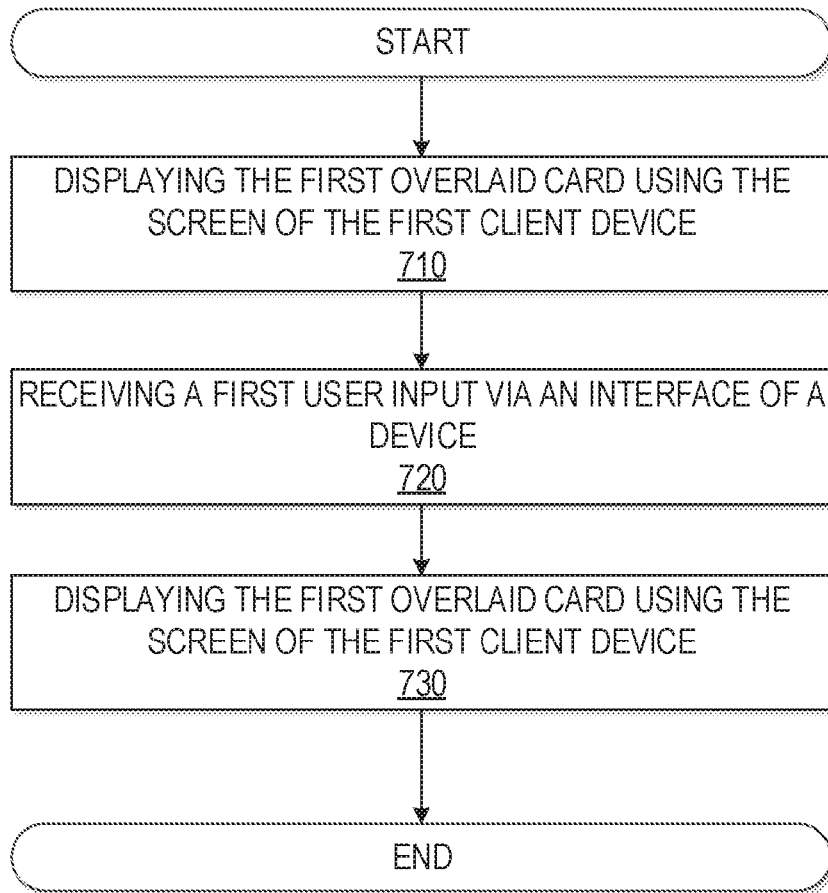 START
DISPLAYING THE FIRST OVERLAID CARD USING THE
SCREEN OF THE FIRST CLIENT DEVICE
710
RECEIVING A FIRST USER INPUT VIA AN INTERFACE OF A
DEVICE
720
DISPLAYING THE FIRST OVERLAID CARD USING THE
SCREEN OF THE FIRST CLIENT DEVICE
730
END